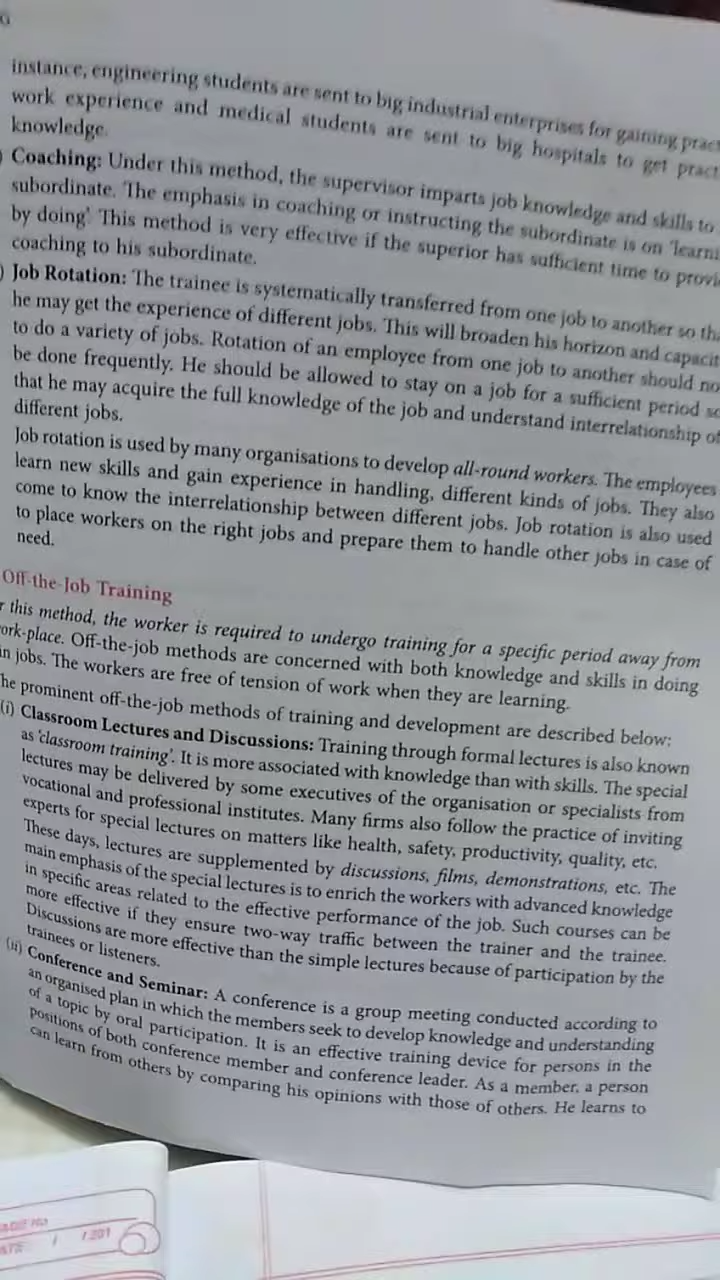 instance, engineering students are sent to big industrial enterprises for gaining pract
work experience and medical students are sent to big hospitals to get pract
knowledge.
) Coaching: Under this method, the supervisor imparts job knowledge and skills to
subordinate. The emphasis in coaching or instructing the subordinate is on 'learni
by doing'. This method is very effective if the superior has sufficient time to provi
coaching to his subordinate.
) Job Rotation: The trainee is systematically transferred from one job to another so tha
he may get the experience of different jobs. This will broaden his horizon and capacit
to do a variety of jobs. Rotation of an employee from one job to another should no
be done frequently. He should be allowed to stay on a job for a sufficient period so
that he may acquire the full knowledge of the job and understand interrelationship of
different jobs.
Job rotation is used by many organisations to develop all-round workers. The employees
learn new skills and gain experience in handling, different kinds of jobs. They also
come to know the interrelationship between different jobs. Job rotation is also used
to place workers on the right jobs and prepare them to handle other jobs in case of
need.
Off-the-Job Training
r this method, the worker is required to undergo training for a specific period away from
ork-place. Off-the-job methods are concerned with both knowledge and skills in doing
in jobs. The workers are free of tension of work when they are learning.
he prominent off-the-job methods of training and development are described below:
(i) Classroom Lectures and Discussions: Training through formal lectures is also known
as 'classroom training'. It is more associated with knowledge than with skills. The special
lectures may be delivered by some executives of the organisation or specialists from
vocational and professional institutes. Many firms also follow the practice of inviting
experts for special lectures on matters like health, safety, productivity, quality, etc.
These days, lectures are supplemented by discussions, films, demonstrations, etc. The
main emphasis of the special lectures is to enrich the workers with advanced knowledge
in specific areas related to the effective performance of the job. Such courses can be
more effective if they ensure two-way traffic between the trainer and the trainee.
Discussions are more effective than the simple lectures because of participation by the
trainees or listeners.
(ii) Conference and Seminar: A conference is a group meeting conducted according to
an organised plan in which the members seek to develop knowledge and understanding
of a topic by oral participation. It is an effective training device for persons in the
positions of both conference member and conference leader. As a member, a person
can learn from others by comparing his opinions with those of others. He learns to
/ /201